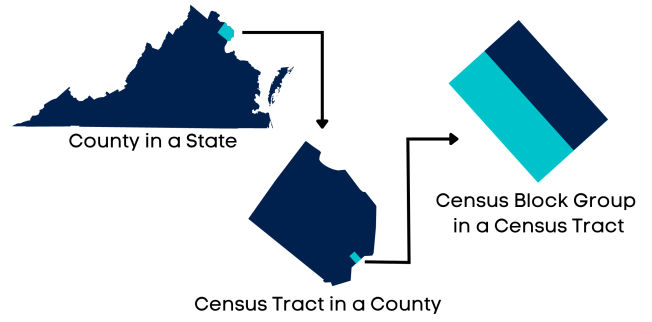 County in a State
Census Tract in a County
Census Block Group
in a Census Tract